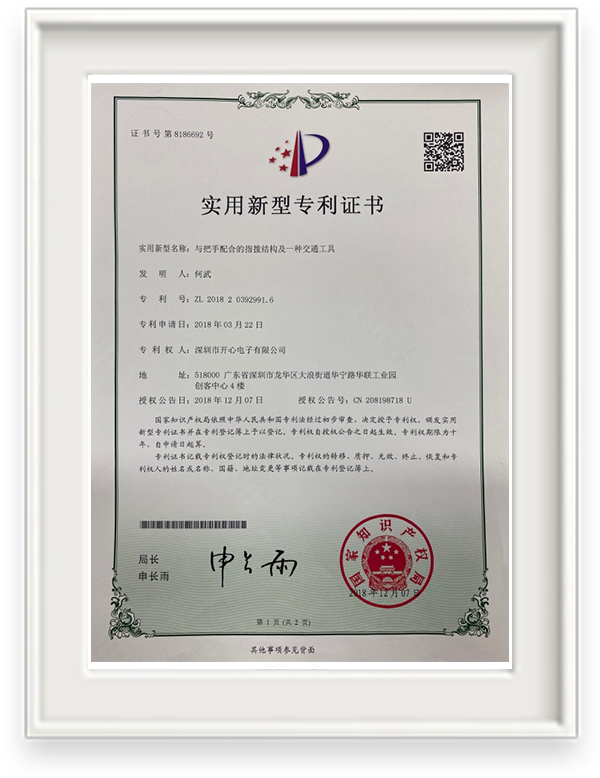 证书号第8186692号
实用新型专利证书
实用新型名称：与把手配合的指拨结构及一种交通工具
发明人：何武
专利号：ZL 2018 2 0392991.6
专利申请日：2018年03月22日
专利权人：深圳市开心电子有限公司
地址：518000 广东省深圳市龙华区大浪街道华宁路华联工业园
创客中心4楼
授权公告日：2018年12月07日 授权公告号：CN 208198718 U
国家知识产权局依照中华人民共和国专利法经过初步审查，决定授予专利权，颁发实用
新型专利证书并在专利登记簿上予以登记。专利权自授权公告之日起生效。专利权期限为十
年，自申请日起算。
专利证书记载专利权登记时的法律状况。专利权的转移、质押、无效、终止、恢复和专
利权人的姓名或名称、国籍、地址变更等事项记载在专利登记簿上。
局长
申长雨
申长雨
国家知识产权局
2018年12月07日
第 1 页 (共 2 页)
其他事项参见背面